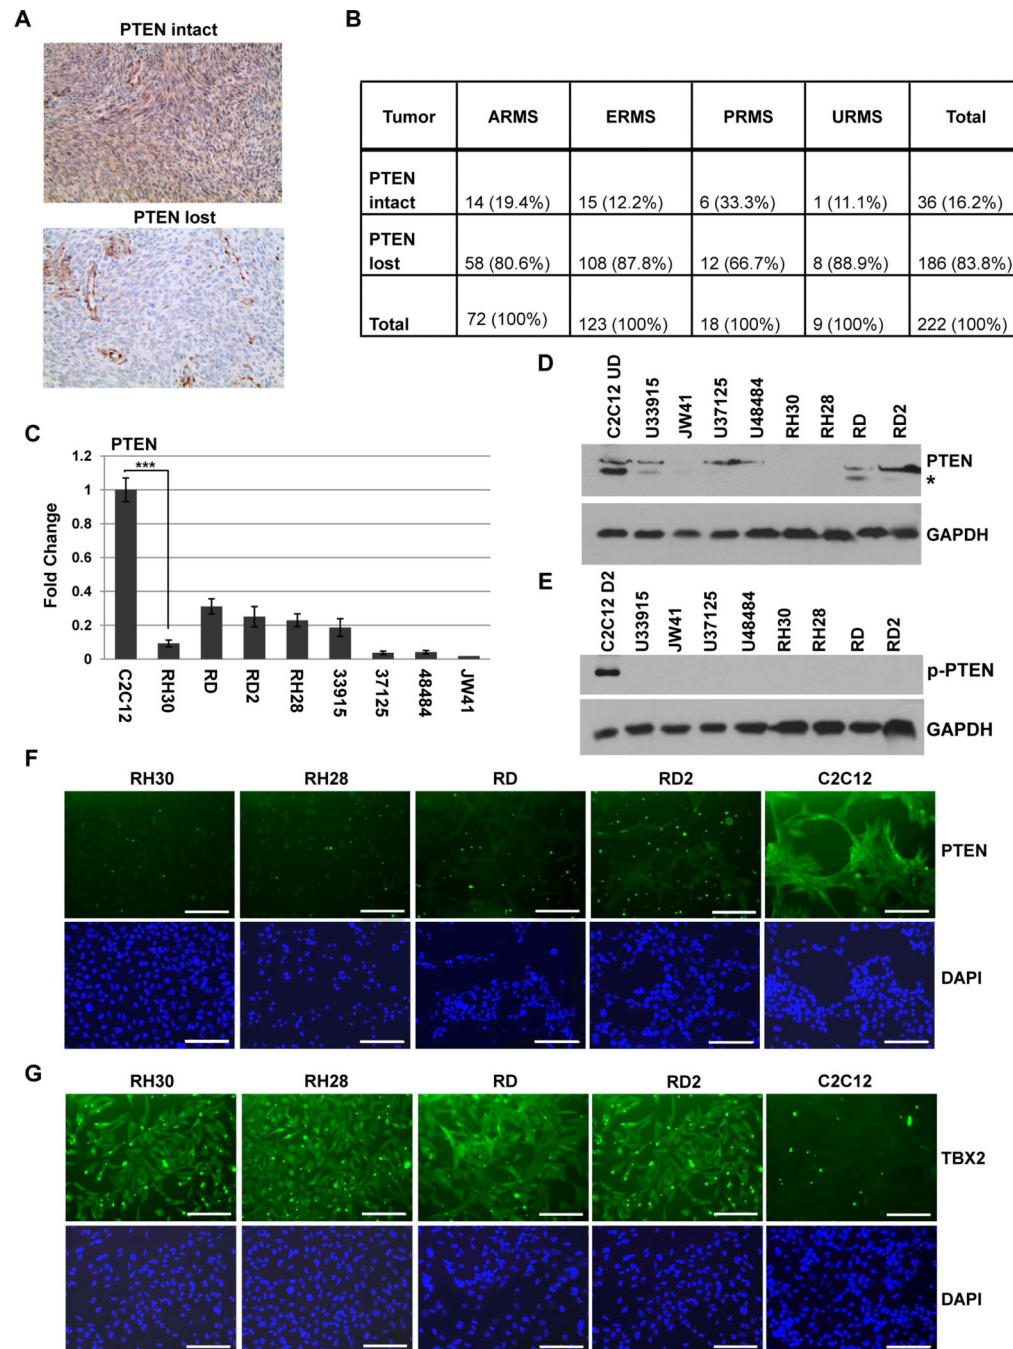 A
PTEN intact
PTEN lost
B
Tumor ARMS ERMS PRMS URMS Total
PTEN intact 14 (19.4%) 15 (12.2%) 6 (33.3%) 1 (11.1%) 36 (16.2%)
PTEN lost 58 (80.6%) 108 (87.8%) 12 (66.7%) 8 (88.9%) 186 (83.8%)
Total 72 (100%) 123 (100%) 18 (100%) 9 (100%) 222 (100%)
C
PTEN
Fold Change
1.2
1
0.8
0.6
0.4
0.2
0
***
C2C12 RH30 RD RD2 RH28 33915 37125 48484 JW41
D
C2C12 UD U33915 JW41 U37125 U48484 RH30 RH28 RD RD2
PTEN
*
GAPDH
E
C2C12 D2 U33915 JW41 U37125 U48484 RH30 RH28 RD RD2
p-PTEN
GAPDH
F
RH30 RH28 RD RD2 C2C12
PTEN
DAPI
G
RH30 RH28 RD RD2 C2C12
TBX2
DAPI